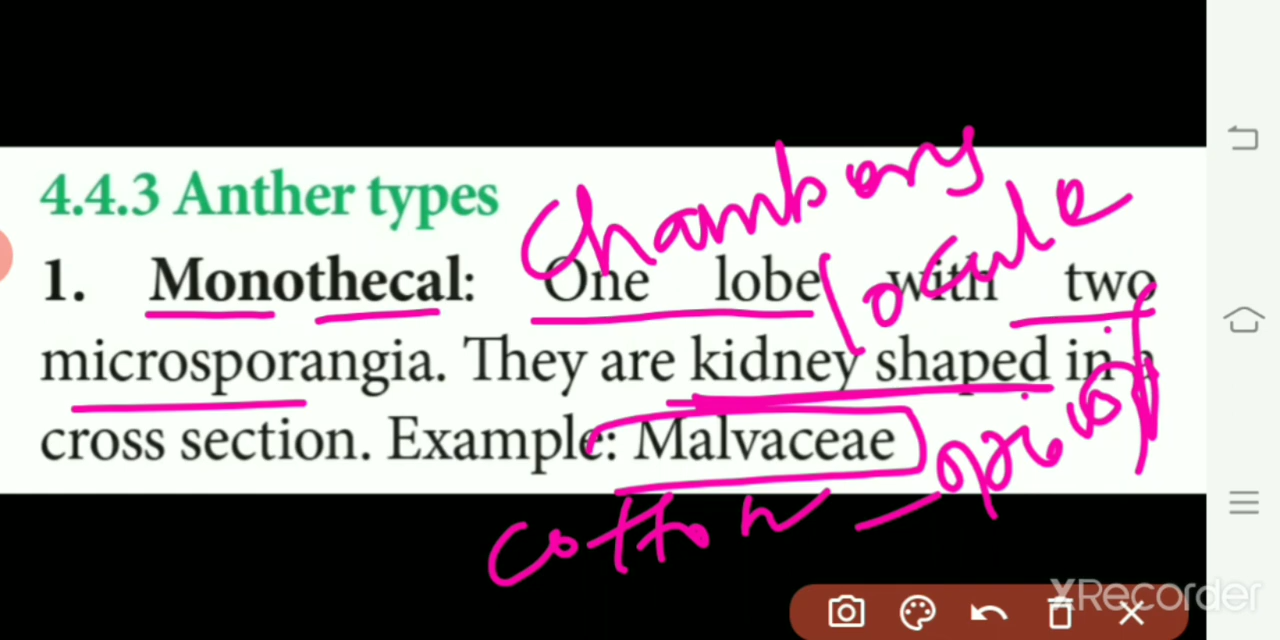 4.4.3 Anther types
chambers
locule
1. Monothecal: One lobe with two
microsporangia. They are kidney shaped in a
cross section. Example: Malvaceae
cotton
XRecorder